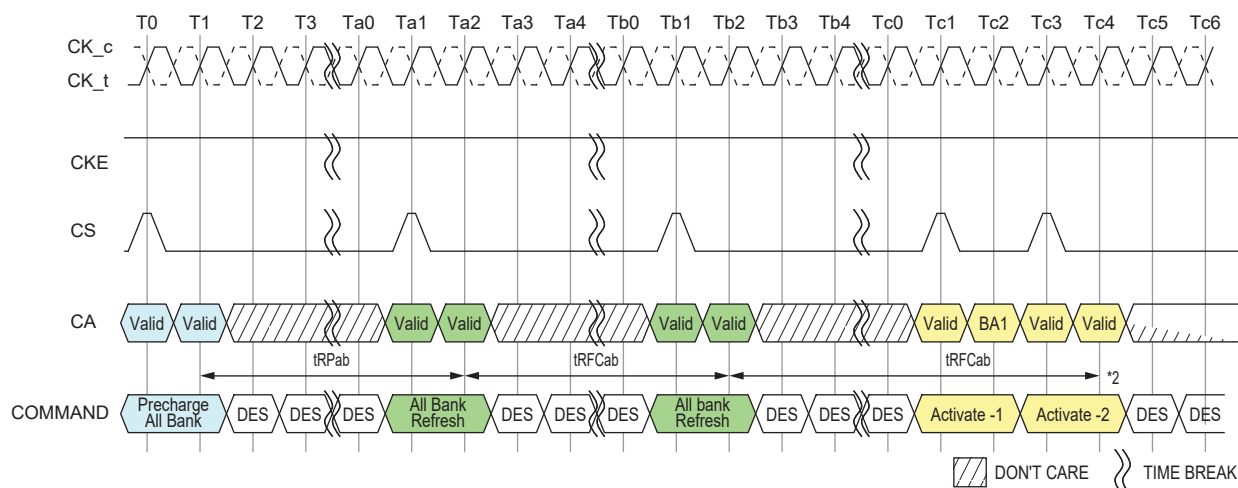 T0 T1 T2 T3 Ta0 Ta1 Ta2 Ta3 Ta4 Tb0 Tb1 Tb2 Tb3 Tb4 Tc0 Tc1 Tc2 Tc3 Tc4 Tc5 Tc6
CK_c
CK_t
CKE
CS
CA Valid Valid Valid Valid Valid Valid Valid BA1 Valid Valid
tRPab tRFCab tRFCab *2
COMMAND Precharge All Bank DES DES DES All Bank Refresh DES DES DES All bank Refresh DES DES DES Activate -1 Activate -2 DES DES
DON'T CARE TIME BREAK